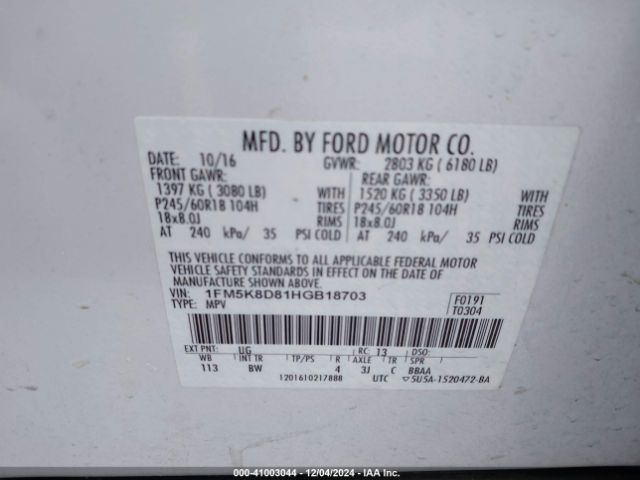 MFD. BY FORD MOTOR CO.
DATE: 10/16 GVWR: 2803 KG ( 6180 LB)
FRONT GAWR: REAR GAWR:
1397 KG ( 3080 LB) WITH 1520 KG ( 3350 LB) WITH
P245/60R18 104H TIRES P245/60R18 104H TIRES
18x8.0J RIMS 18x8.0J RIMS
AT 240 kPa/ 35 PSI COLD AT 240 kPa/ 35 PSI COLD
THIS VEHICLE CONFORMS TO ALL APPLICABLE FEDERAL MOTOR
VEHICLE SAFETY STANDARDS IN EFFECT ON THE DATE OF
MANUFACTURE SHOWN ABOVE.
VIN: 1FM5K8D81HGB18703 F0191
TYPE: MPV T0304
EXT PNT: UG RC: 13 DSO:
WB INT TR TP/PS R AXLE TR SPR
113 BW 4 3J C BBAA
1201610217888 UTC 5U5A-1520472-BA
000-41003044 - 12/04/2024 - IAA Inc.